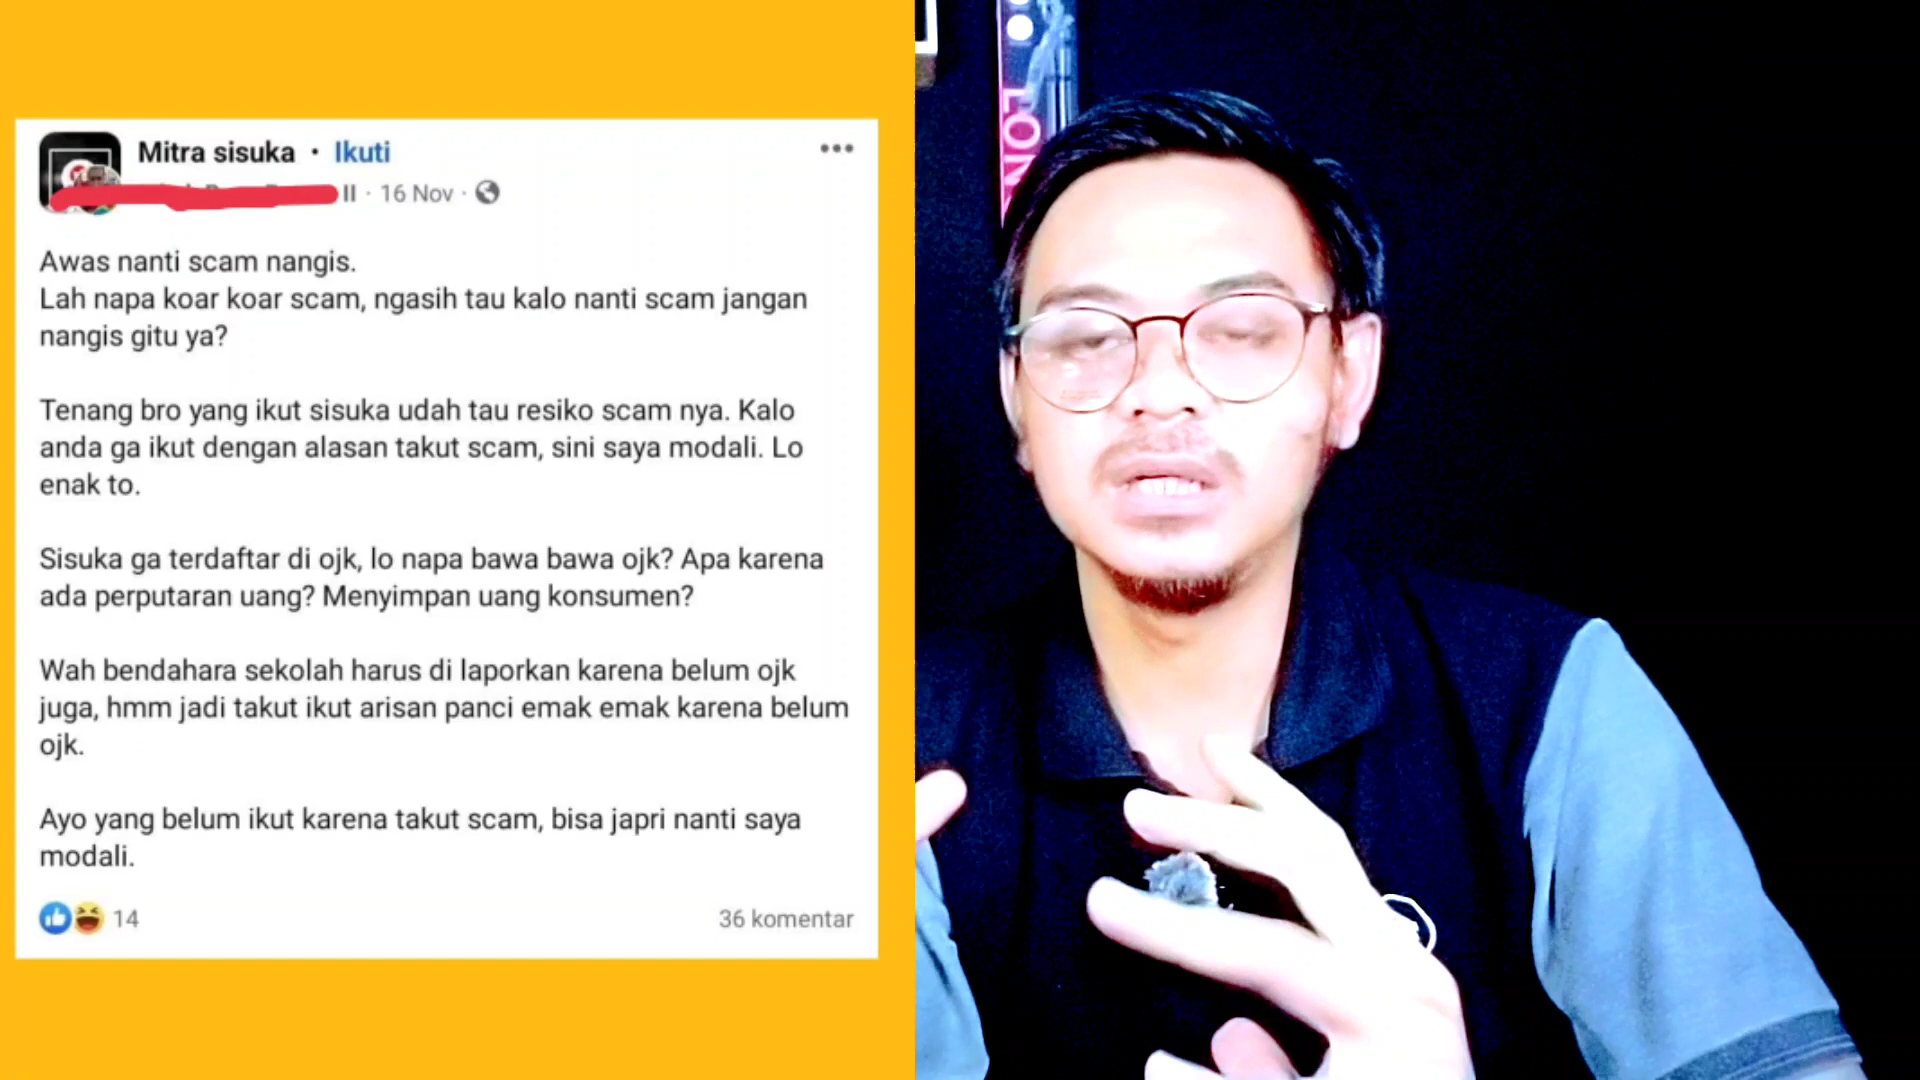 Mitra sisuka · Ikuti
II · 16 Nov ·
Awas nanti scam nangis.
Lah napa koar koar scam, ngasih tau kalo nanti scam jangan
nangis gitu ya?
Tenang bro yang ikut sisuka udah tau resiko scam nya. Kalo
anda ga ikut dengan alasan takut scam, sini saya modali. Lo
enak to.
Sisuka ga terdaftar di ojk, lo napa bawa bawa ojk? Apa karena
ada perputaran uang? Menyimpan uang konsumen?
Wah bendahara sekolah harus di laporkan karena belum ojk
juga, hmm jadi takut ikut arisan panci emak emak karena belum
ojk.
Ayo yang belum ikut karena takut scam, bisa japri nanti saya
modali.
14
36 komentar
LON